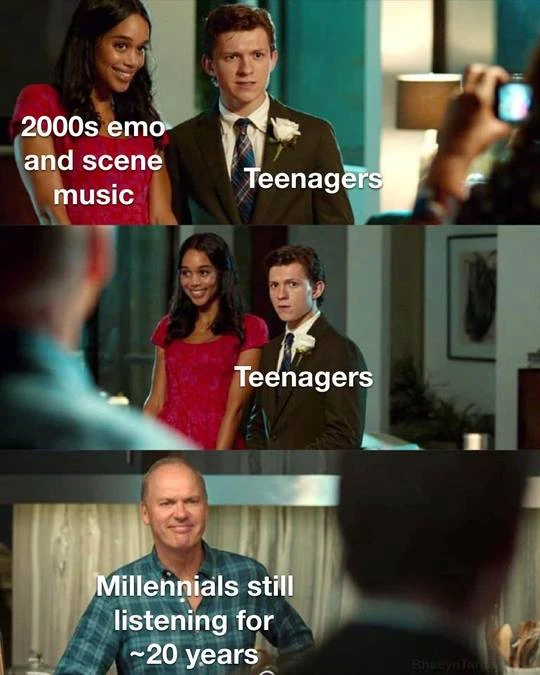 2000s emo
and scene
music
Teenagers
Teenagers
Millennials still
listening for
~20 years